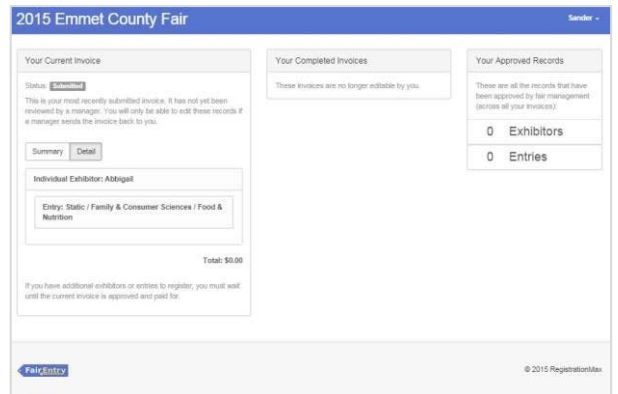 2015 Emmet County Fair
Sander
Your Current Invoice
Status: Submitted
This is your most recently submitted invoice. It has not yet been
reviewed by a manager. You will only be able to edit these records if
a manager sends the invoice back to you.
Summary Detail
Individual Exhibitor: Abbigail
Entry: Static / Family & Consumer Sciences / Food &
Nutrition
Total: $0.00
If you have additional exhibitors or entries to register, you must wait
until the current invoice is approved and paid for.
Your Completed Invoices
These invoices are no longer editable by you.
Your Approved Records
These are all the records that have
been approved by fair management
(across all your invoices):
0 Exhibitors
0 Entries
FairEntry
© 2015 RegistrationMax